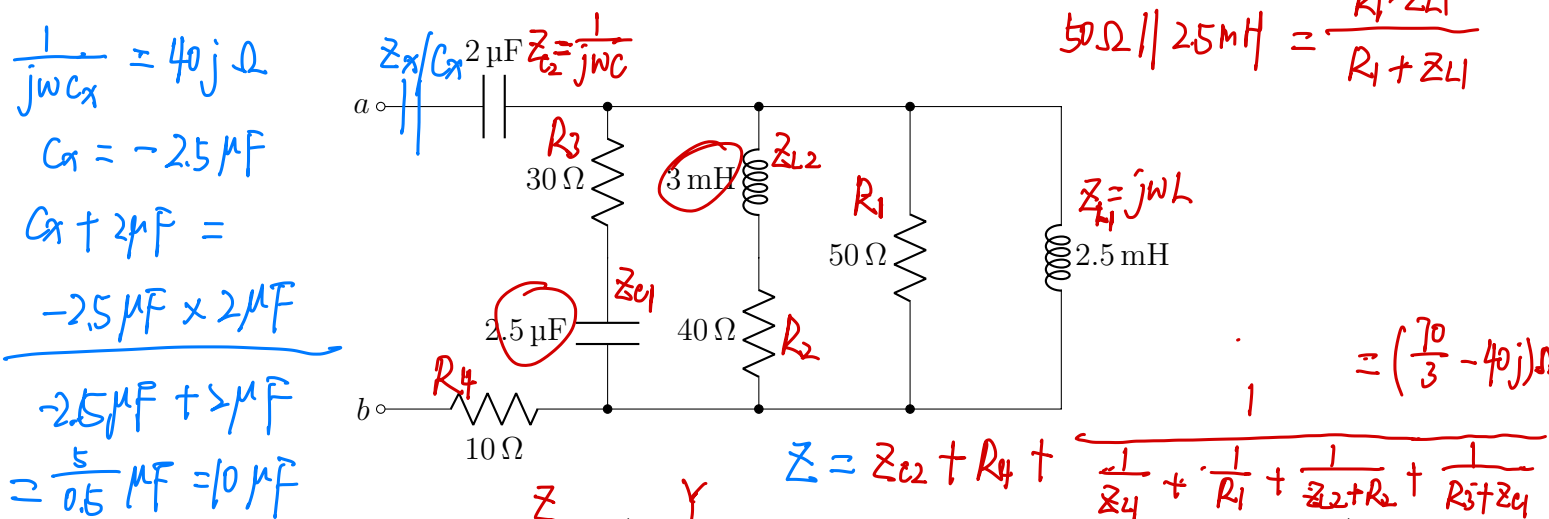 1/(jωCx) = 40j Ω
Cx = -2.5 μF
Cx + 2μF =
(-2.5 μF × 2μF)/(-2.5μF + 2μF)
= 5/0.5 μF = 10 μF
Zx/Cx
2 μF
Zc2 = 1/(jωC)
50Ω || 2.5mH = (R1·ZL1)/(R1 + ZL1)
a
R3
30 Ω
3 mH
ZL2
R1
50 Ω
ZL1 = jωL
2.5 mH
Zc1
2.5 μF
40 Ω
R2
R4
b
10 Ω
= (70/3 - 40j)Ω
Z = Zc2 + R4 + 1/(1/ZL1 + 1/R1 + 1/(ZL2+R2) + 1/(R3+Zc1))
Z
Y